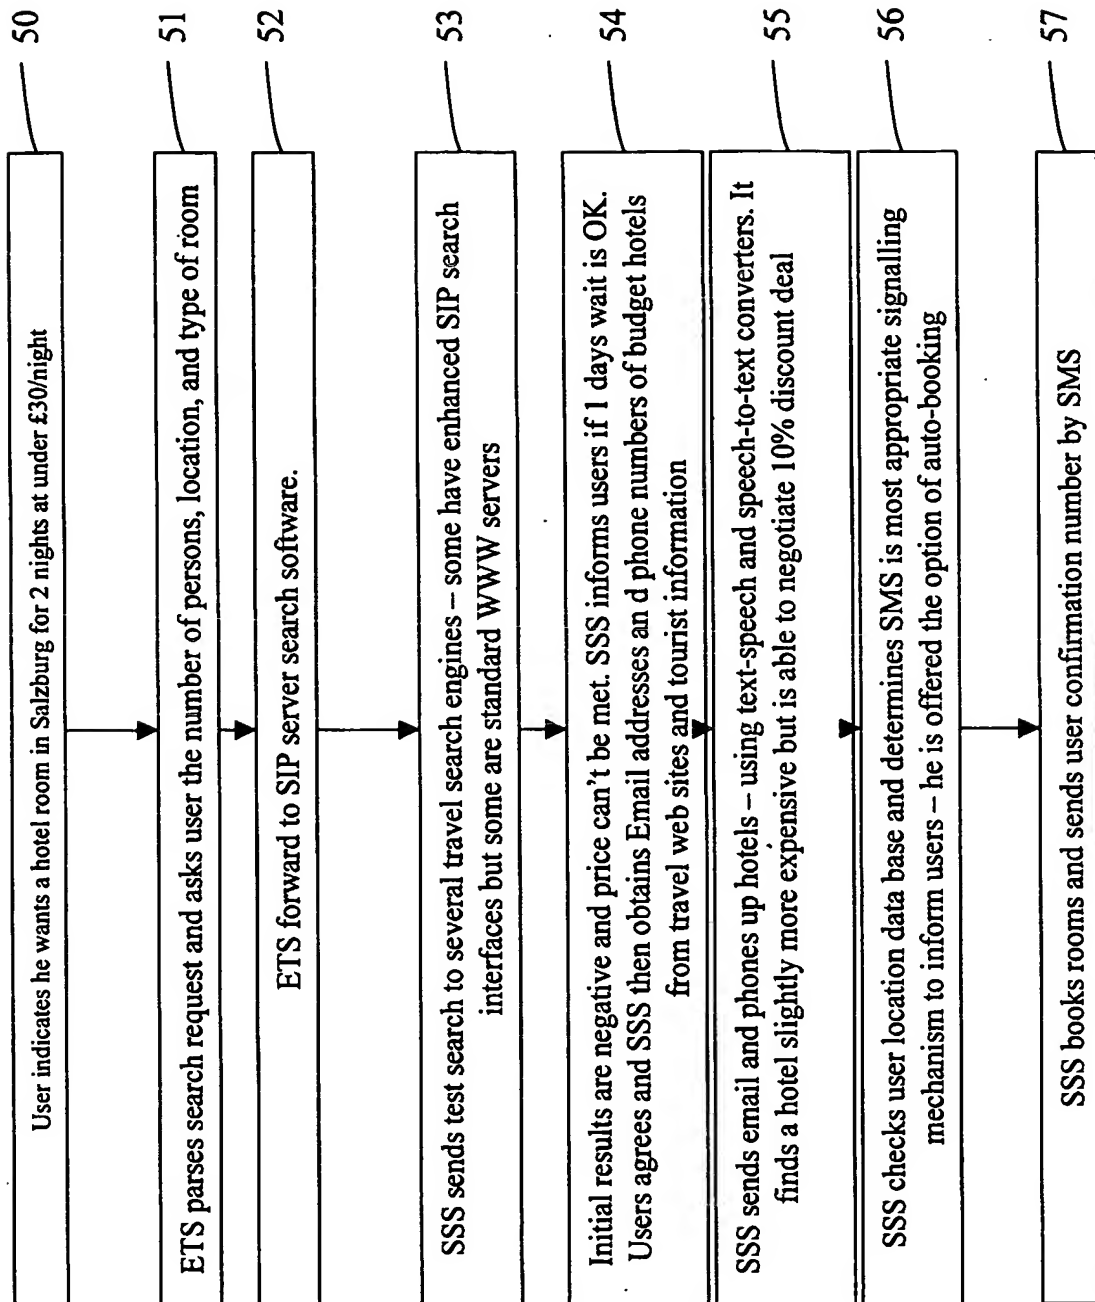 User indicates he wants a hotel room in Salzburg for 2 nights at under £30/night
50
ETS parses search request and asks user the number of persons, location, and type of room
51
ETS forward to SIP server search software.
52
SSS sends test search to several travel search engines – some have enhanced SIP search
interfaces but some are standard WWW servers
53
Initial results are negative and price can't be met. SSS informs users if 1 days wait is OK.
Users agrees and SSS then obtains Email addresses an d phone numbers of budget hotels
from travel web sites and tourist information
54
SSS sends email and phones up hotels – using text-speech and speech-to-text converters. It
finds a hotel slightly more expensive but is able to negotiate 10% discount deal
55
SSS checks user location data base and determines SMS is most appropriate signalling
mechanism to inform users – he is offered the option of auto-booking
56
SSS books rooms and sends user confirmation number by SMS
57